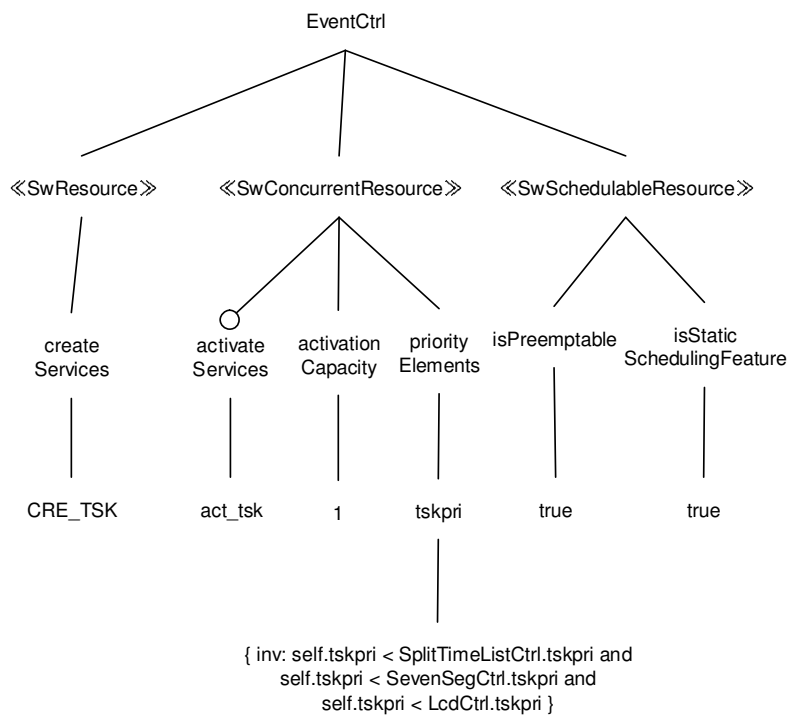 EventCtrl
≪SwResource≫ ≪SwConcurrentResource≫ ≪SwSchedulableResource≫
create
Services
activate
Services
activation
Capacity
priority
Elements
isPreemptable
isStatic
SchedulingFeature
CRE_TSK act_tsk 1 tskpri true true
{ inv: self.tskpri < SplitTimeListCtrl.tskpri and
self.tskpri < SevenSegCtrl.tskpri and
self.tskpri < LcdCtrl.tskpri }